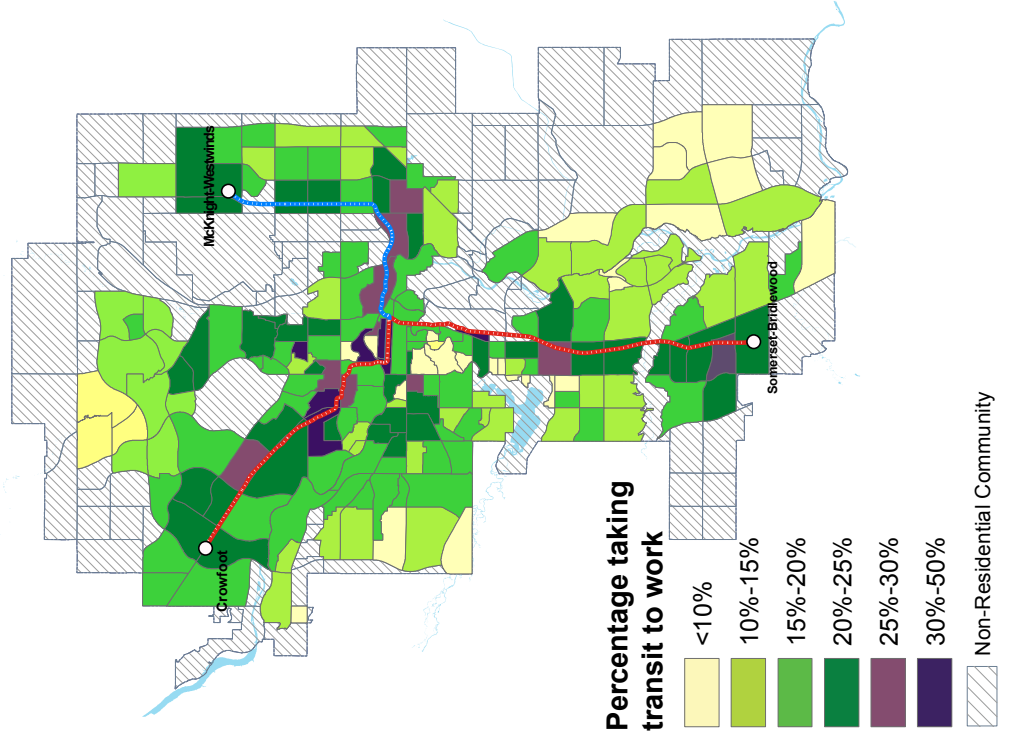 McKnight-Westwinds
Crowfoot
Somerset-Bridlewood
Percentage taking
transit to work
<10%
10%-15%
15%-20%
20%-25%
25%-30%
30%-50%
Non-Residential Community